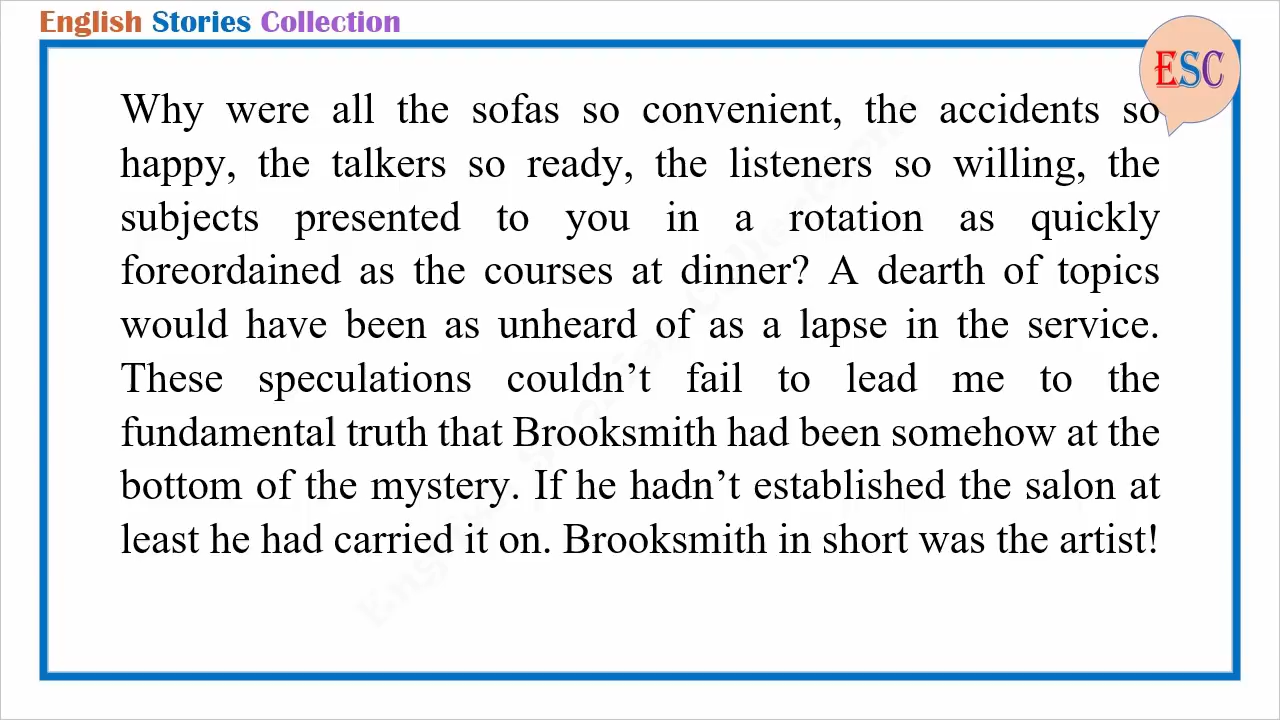 English Stories Collection
ESC
Why were all the sofas so convenient, the accidents so
happy, the talkers so ready, the listeners so willing, the
subjects presented to you in a rotation as quickly
foreordained as the courses at dinner? A dearth of topics
would have been as unheard of as a lapse in the service.
These speculations couldn’t fail to lead me to the
fundamental truth that Brooksmith had been somehow at the
bottom of the mystery. If he hadn’t established the salon at
least he had carried it on. Brooksmith in short was the artist!